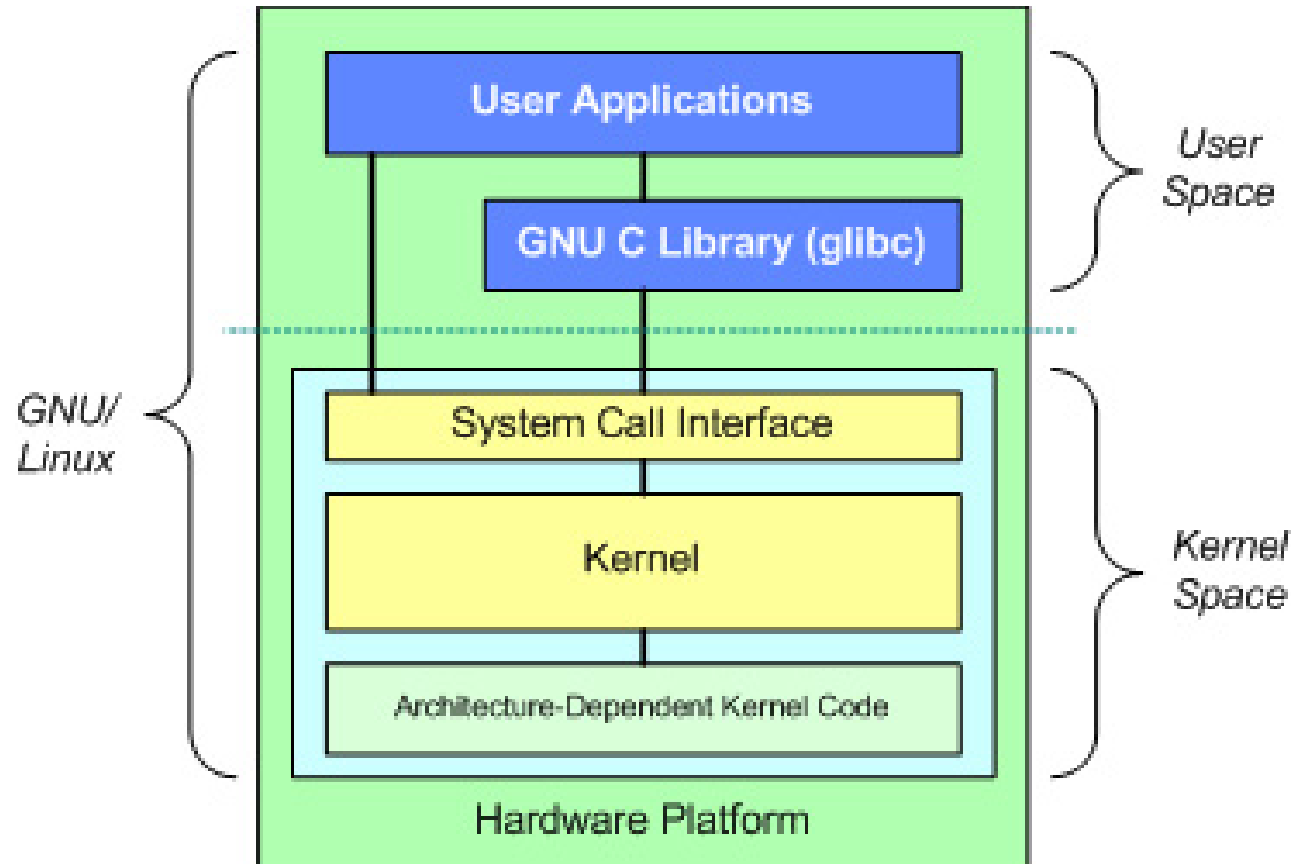 User Applications
GNU C Library (glibc)
User
Space
GNU/
Linux
System Call Interface
Kernel
Architecture-Dependent Kernel Code
Kernel
Space
Hardware Platform